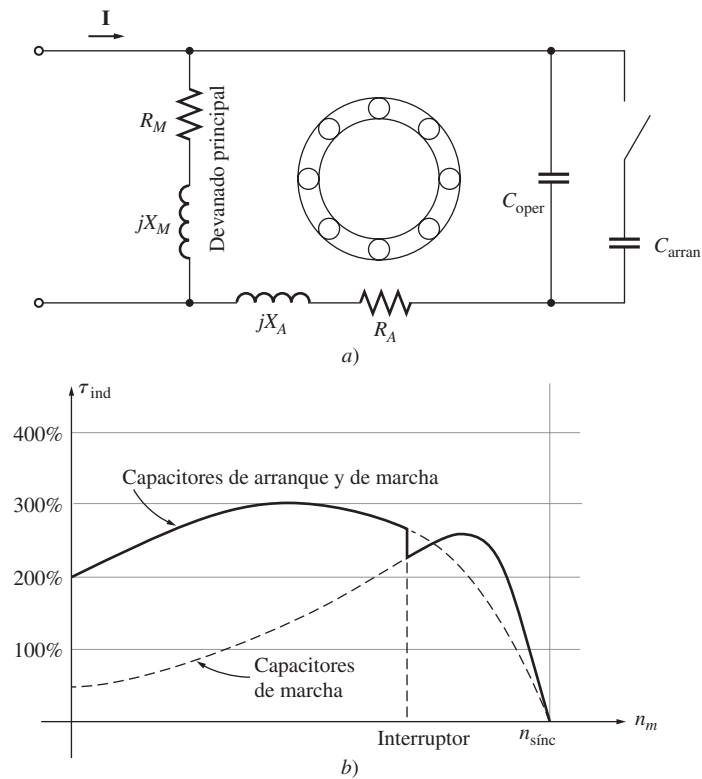 I
R_M
Devanado principal
jX_M
C_oper
C_arran
jX_A
R_A
a)
τ_ind
400%
Capacitores de arranque y de marcha
300%
200%
100%
Capacitores
de marcha
Interruptor
n_sínc
n_m
b)